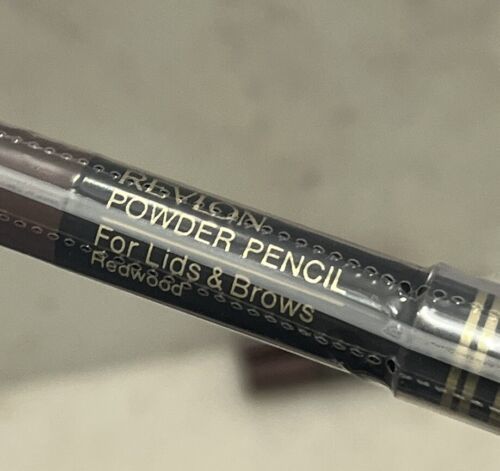 REVLON
POWDER PENCIL
For Lids & Brows
Redwood